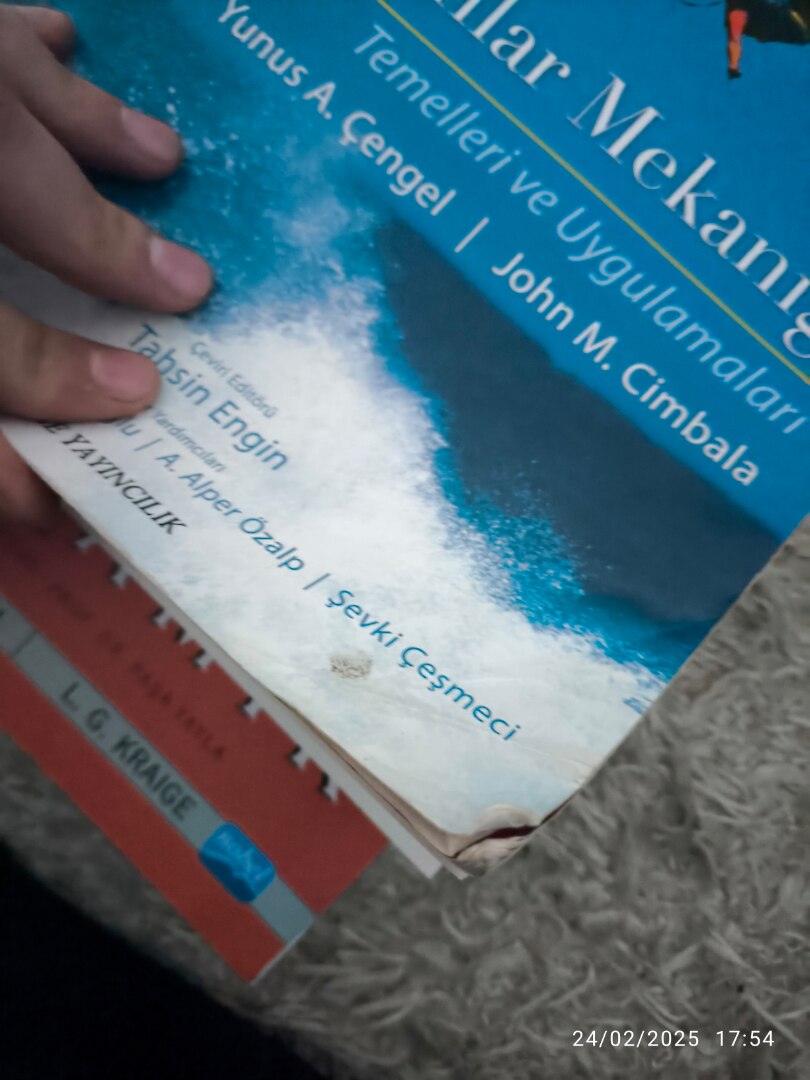 lar Mekaniğ
Temelleri ve Uygulamaları
Yunus A. Çengel | John M. Cimbala
Çeviri Editörü
Tahsin Engin
Yardımcıları
lu | A. Alper Özalp | Şevki Çeşmeci
YAYINCILIK
L. G. KRAIGE
24/02/2025 17:54